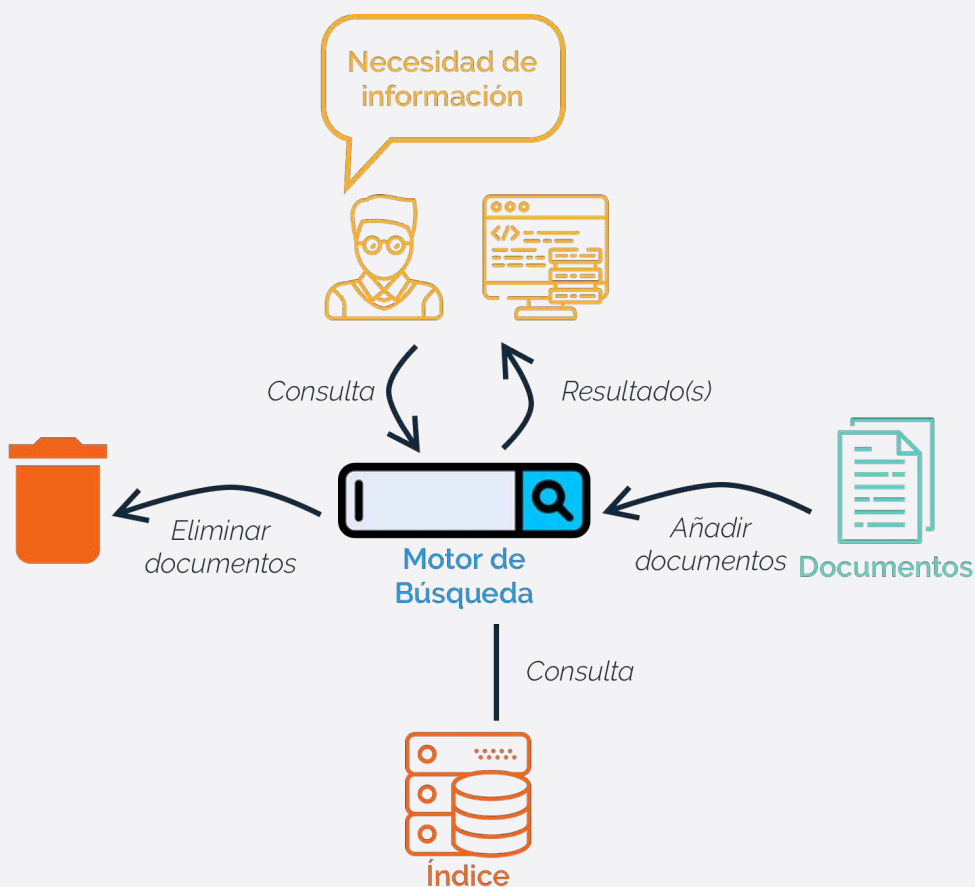 Necesidad de
información
</>
Consulta
Resultado(s)
Eliminar
documentos
Motor de
Búsqueda
Añadir
documentos
Documentos
Consulta
Índice